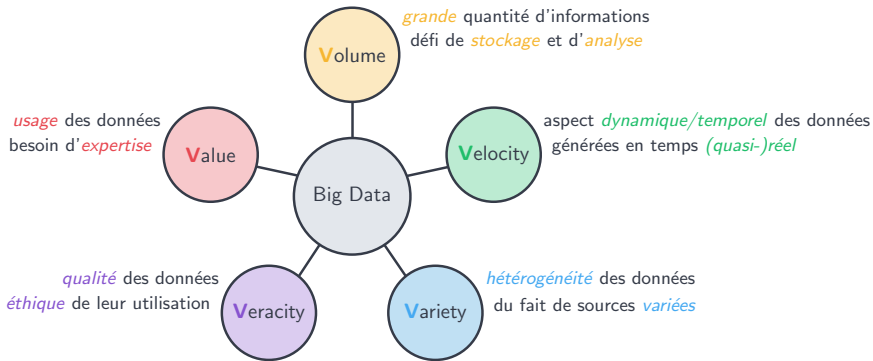 grande quantité d'informations
défi de stockage et d'analyse
Volume
usage des données
besoin d'expertise
Value
aspect dynamique/temporel des données
générées en temps (quasi-)réel
Velocity
Big Data
qualité des données
éthique de leur utilisation
Veracity
hétérogénéité des données
du fait de sources variées
Variety